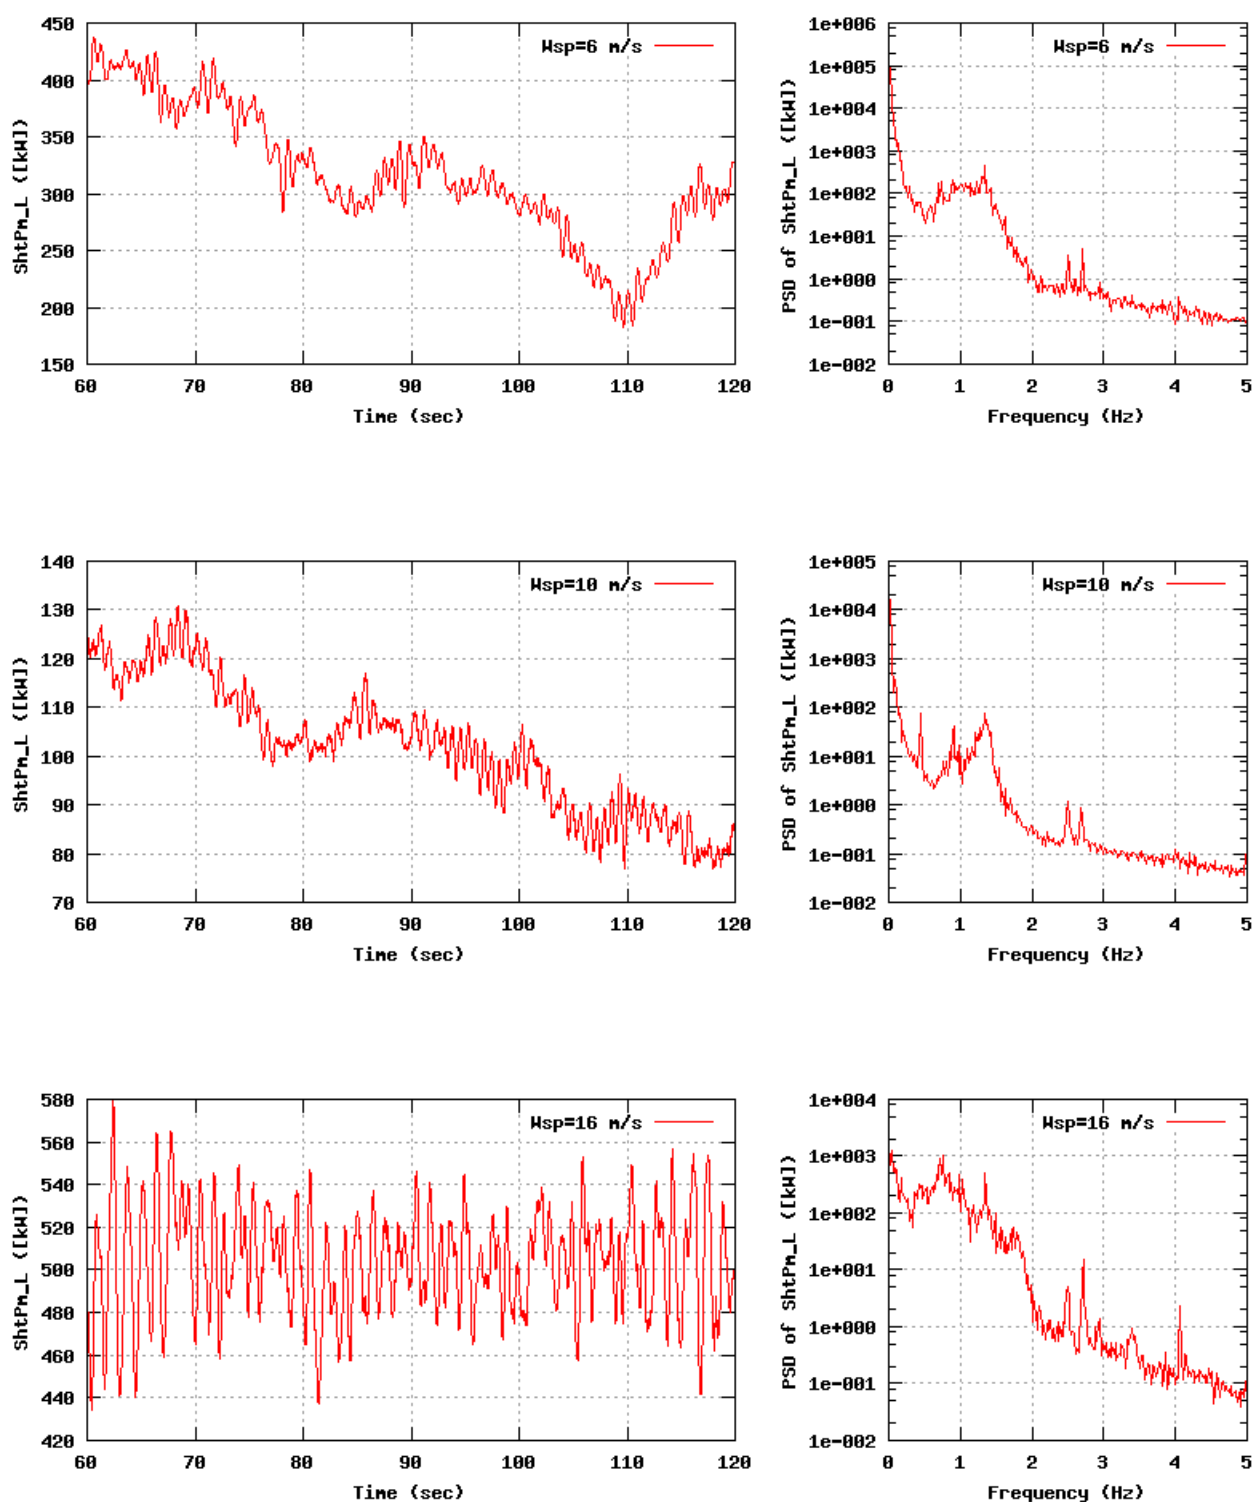 450
400
350
300
250
200
150
ShtPm_L ([kW])
Wsp=6 m/s
60 70 80 90 100 110 120
Time (sec)
1e+006
1e+005
1e+004
1e+003
1e+002
1e+001
1e+000
1e-001
1e-002
PSD of ShtPm_L ([kW])
Wsp=6 m/s
0 1 2 3 4 5
Frequency (Hz)
140
130
120
110
100
90
80
70
ShtPm_L ([kW])
Wsp=10 m/s
60 70 80 90 100 110 120
Time (sec)
1e+005
1e+004
1e+003
1e+002
1e+001
1e+000
1e-001
1e-002
PSD of ShtPm_L ([kW])
Wsp=10 m/s
0 1 2 3 4 5
Frequency (Hz)
580
560
540
520
500
480
460
440
420
ShtPm_L ([kW])
Wsp=16 m/s
60 70 80 90 100 110 120
Time (sec)
1e+004
1e+003
1e+002
1e+001
1e+000
1e-001
1e-002
PSD of ShtPm_L ([kW])
Wsp=16 m/s
0 1 2 3 4 5
Frequency (Hz)